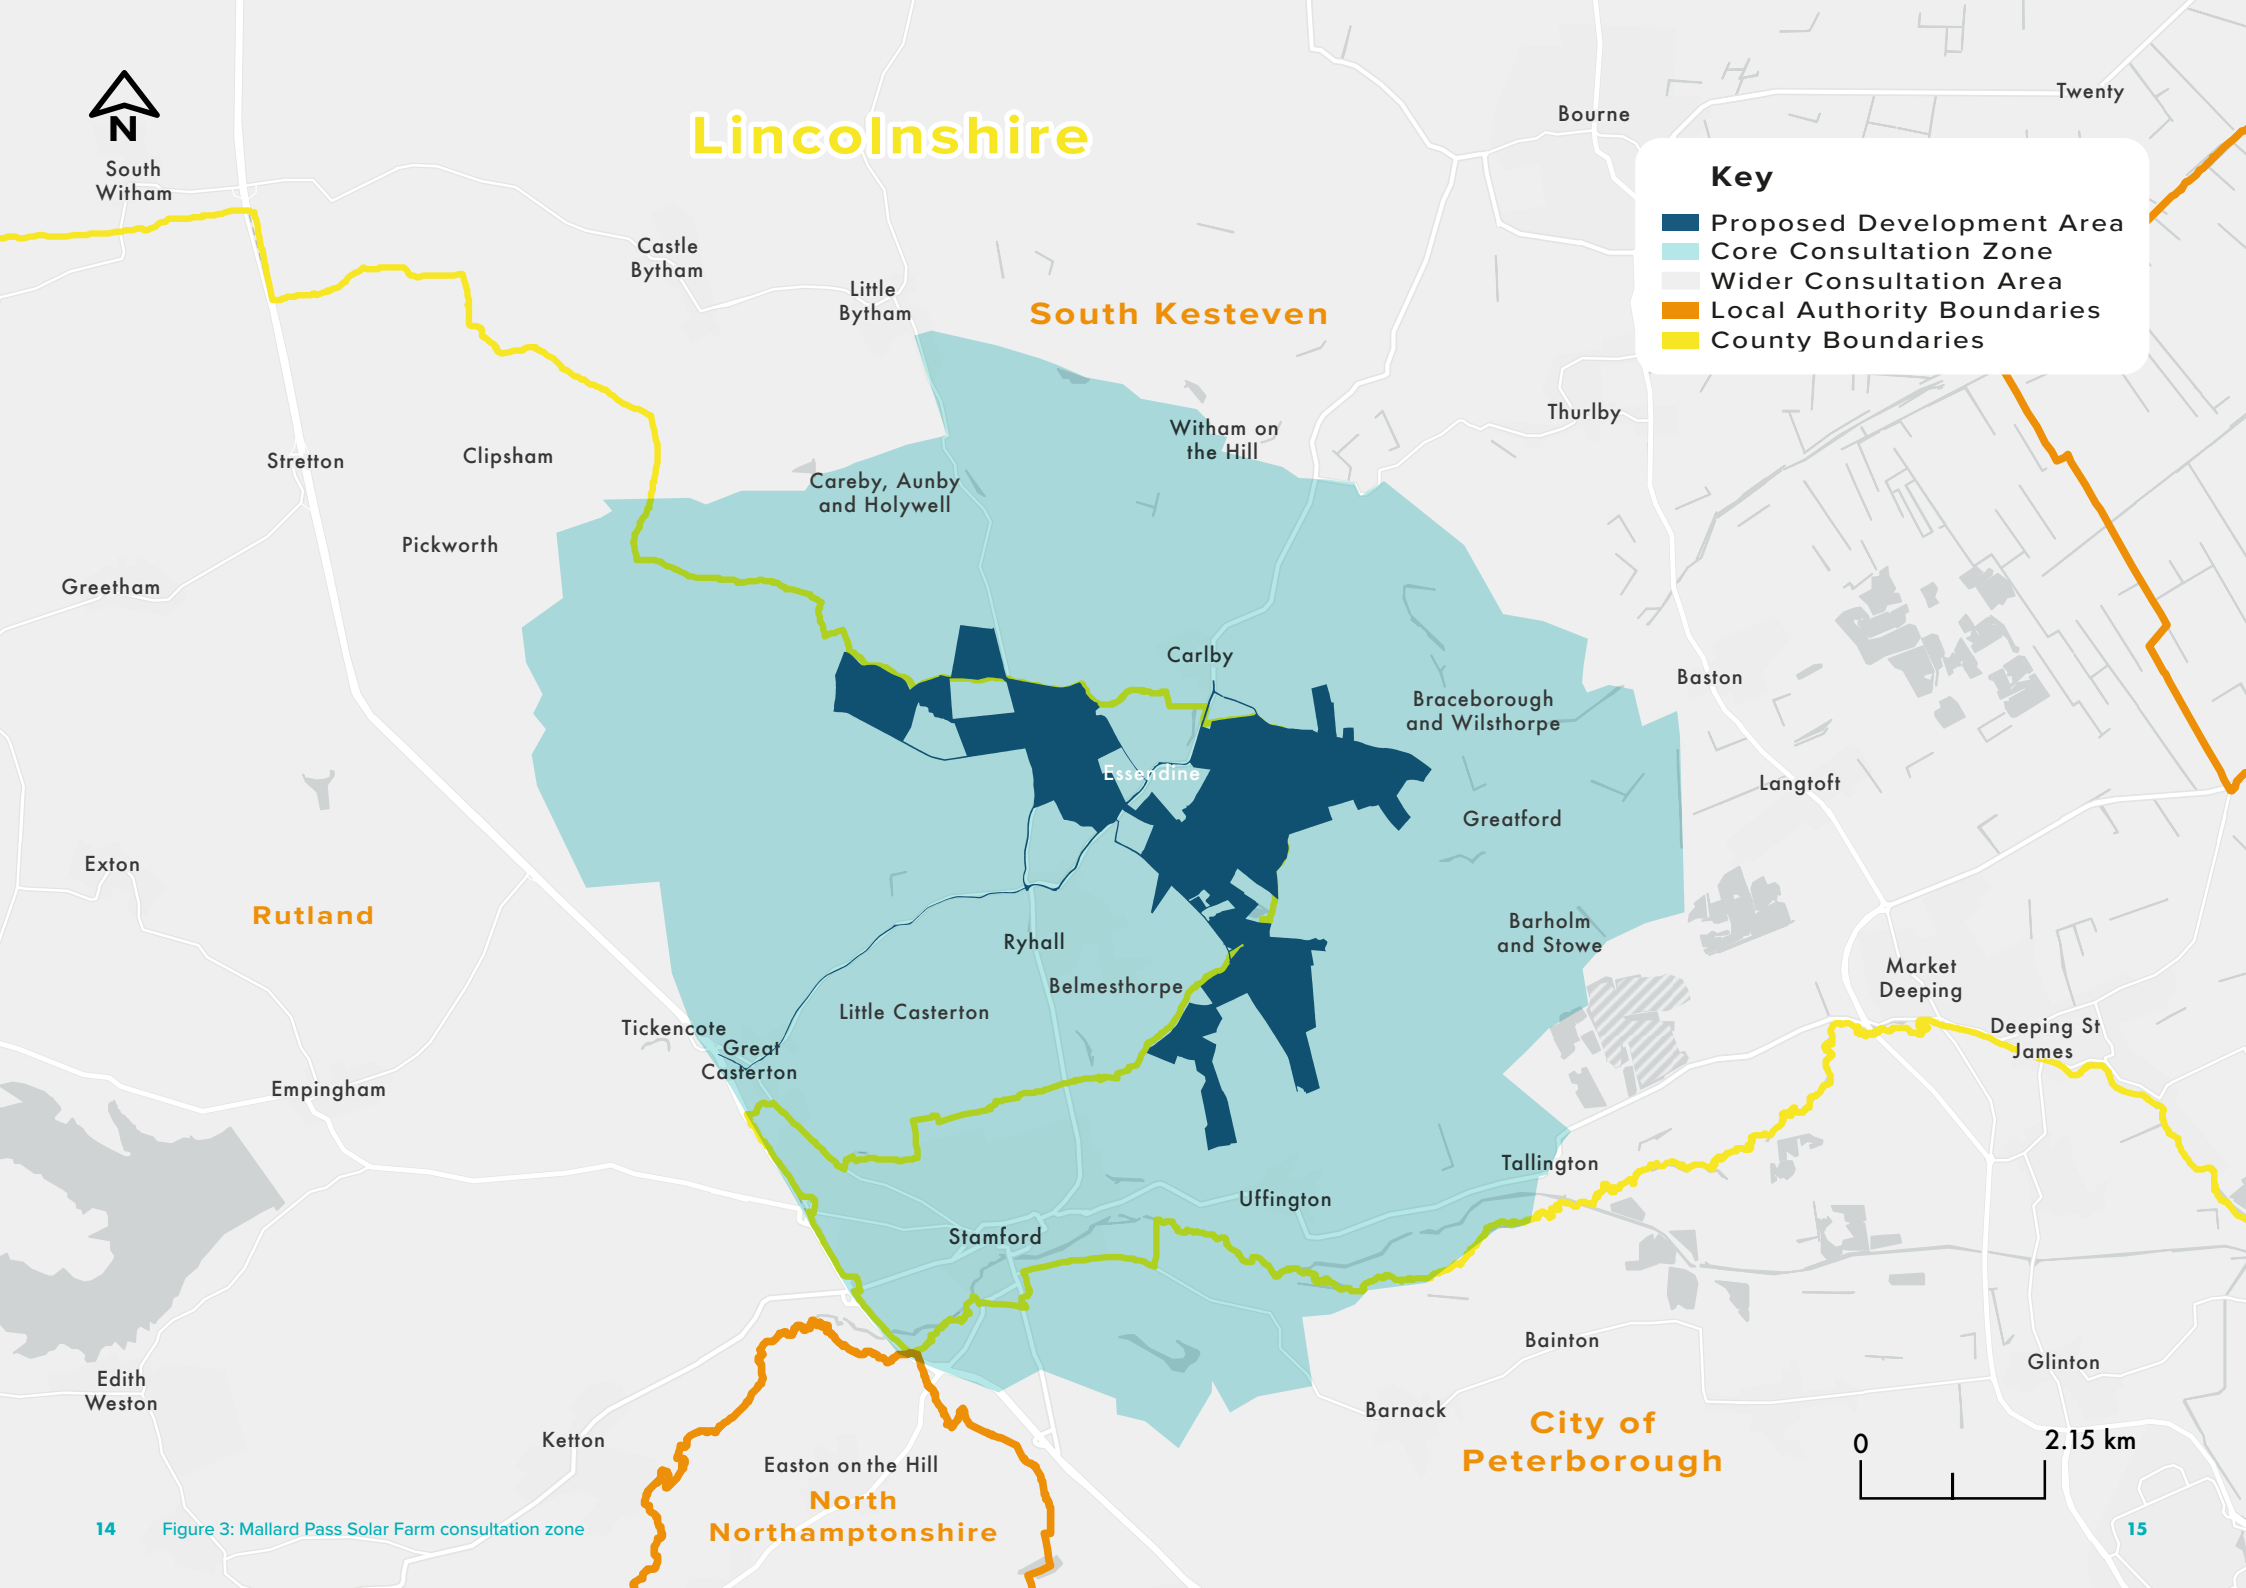 N
South
Witham
Lincolnshire
Bourne
Twenty
Key
Proposed Development Area
Core Consultation Zone
Wider Consultation Area
Local Authority Boundaries
County Boundaries
Castle
Bytham
Little
Bytham
South Kesteven
Thurlby
Witham on
the Hill
Stretton
Clipsham
Careby, Aunby
and Holywell
Pickworth
Greetham
Carlby
Baston
Braceborough
and Wilsthorpe
Essendine
Langtoft
Greatford
Exton
Rutland
Barholm
and Stowe
Ryhall
Market
Deeping
Belmesthorpe
Little Casterton
Tickencote
Deeping St
James
Great
Casterton
Empingham
Tallington
Uffington
Stamford
Bainton
Glinton
Edith
Weston
Barnack
City of
Peterborough
Ketton
0
2.15 km
Easton on the Hill
North
Northamptonshire
14
Figure 3: Mallard Pass Solar Farm consultation zone
15